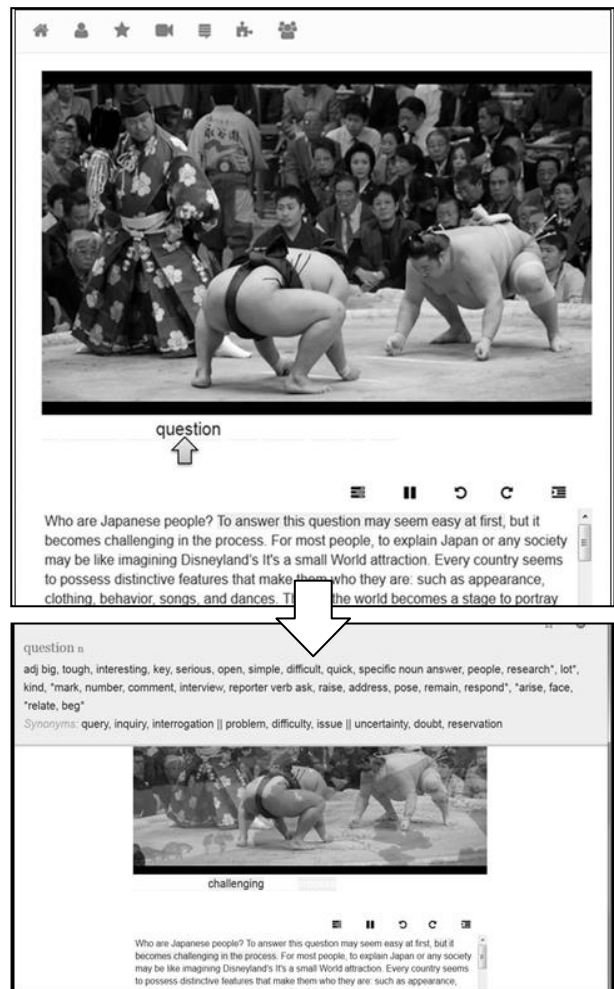 question
Who are Japanese people? To answer this question may seem easy at first, but it
becomes challenging in the process. For most people, to explain Japan or any society
may be like imagining Disneyland's It's a small World attraction. Every country seems
to possess distinctive features that make them who they are: such as appearance,
clothing, behavior, songs, and dances. the world becomes a stage to portray
question n
adj big, tough, interesting, key, serious, open, simple, difficult, quick, specific noun answer, people, research*, lot*,
kind, *mark, number, comment, interview, reporter verb ask, raise, address, pose, remain, respond*, *arise, face,
*relate, beg*
Synonyms: query, inquiry, interrogation || problem, difficulty, issue || uncertainty, doubt, reservation
challenging
Who are Japanese people? To answer this question may seem easy at first, but it
becomes challenging in the process. For most people, to explain Japan or any society
may be like imagining Disneyland's It's a small World attraction. Every country seems
to possess distinctive features that make them who they are: such as appearance,